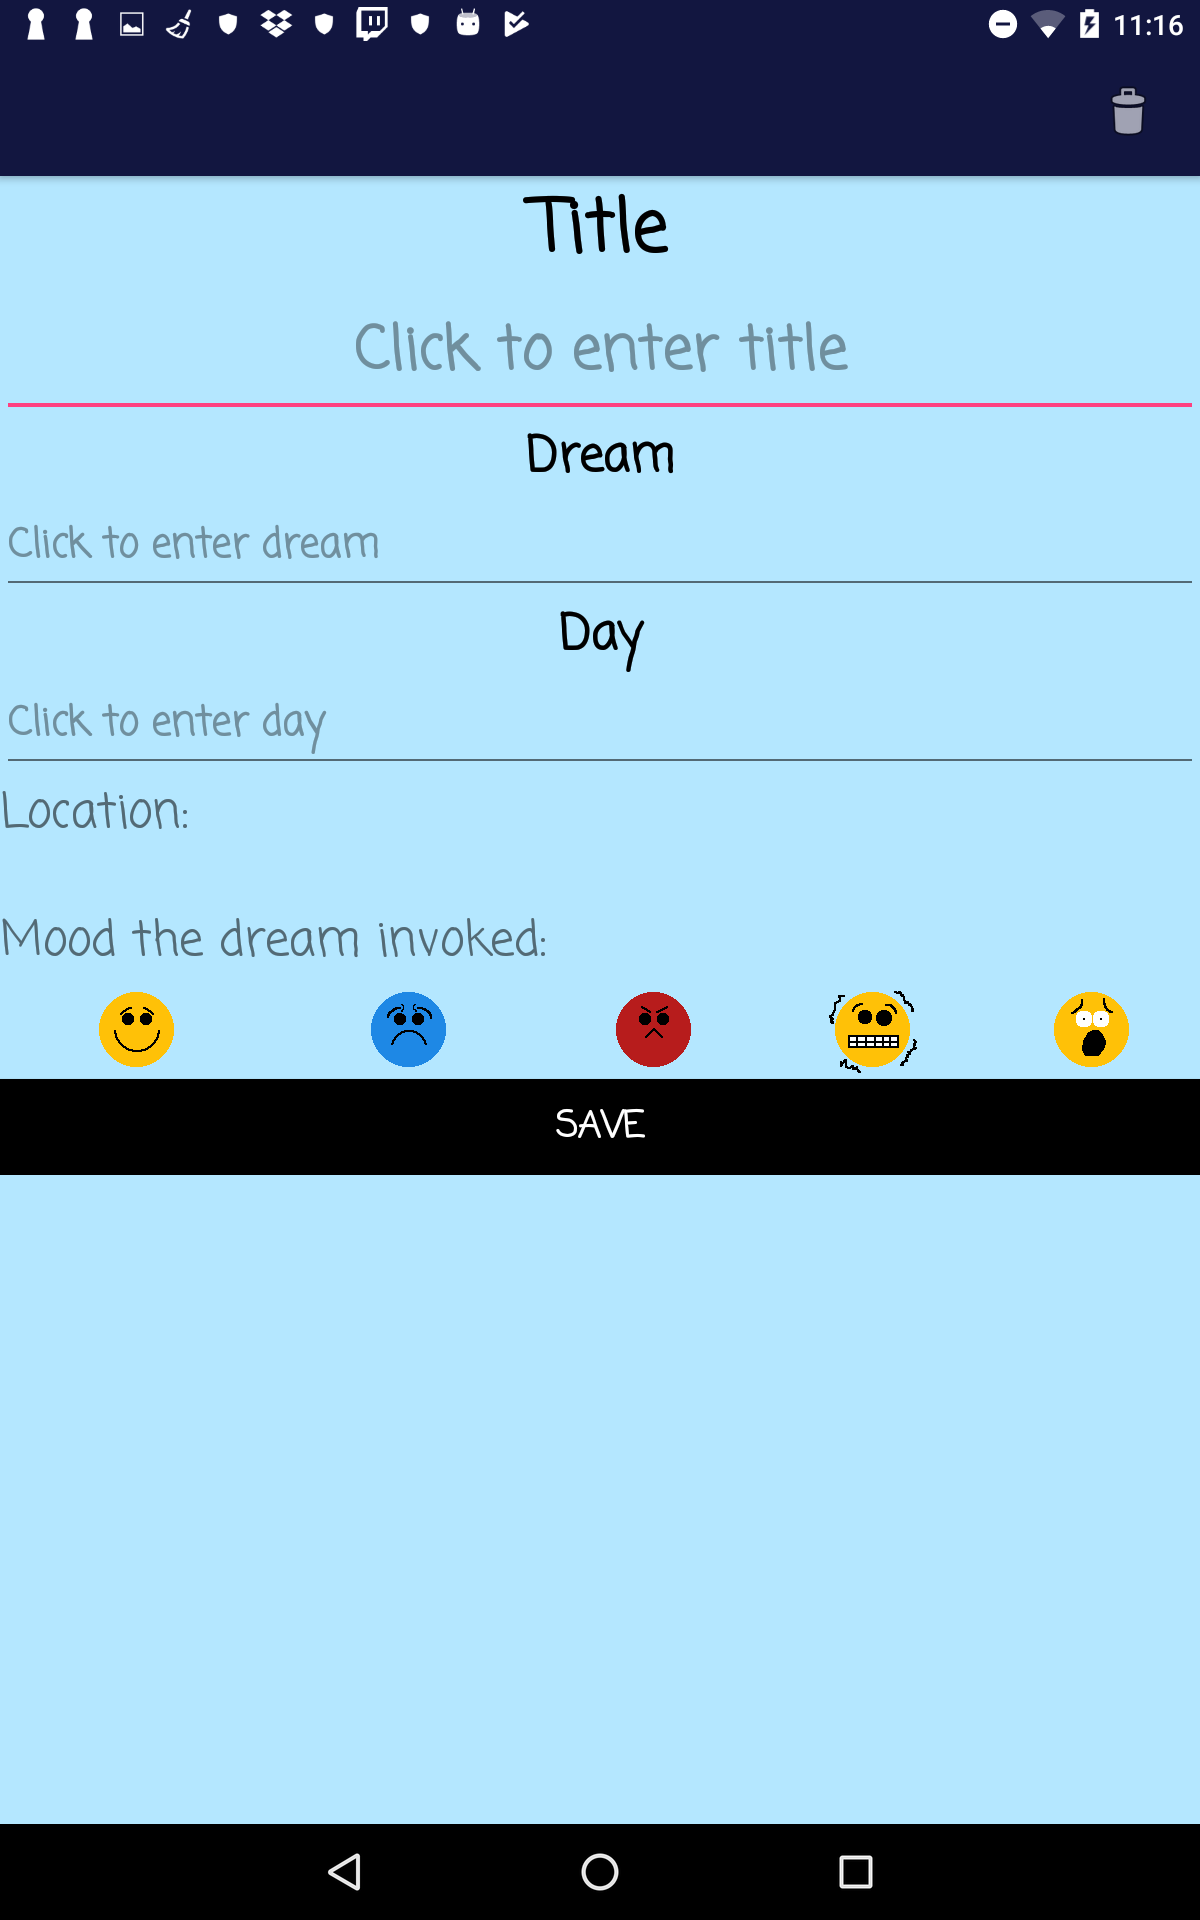 11:16
Title
Click to enter title
Dream
Click to enter dream
Day
Click to enter day
Location:
Mood the dream invoked:
SAVE